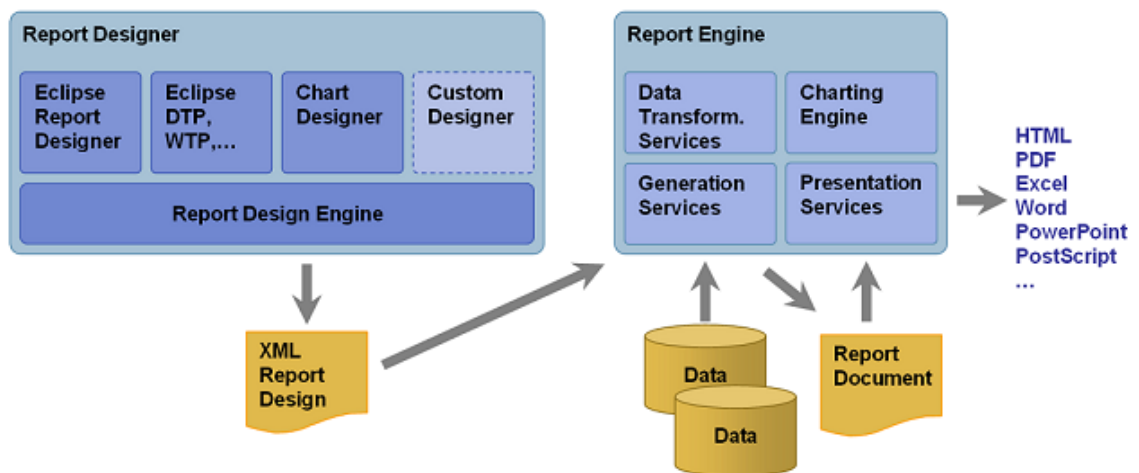 Report Designer
Eclipse
Report
Designer
Eclipse
DTP,
WTP,...
Chart
Designer
Custom
Designer
Report Design Engine
XML
Report
Design
Report Engine
Data
Transform.
Services
Charting
Engine
Generation
Services
Presentation
Services
Data
Data
Report
Document
HTML
PDF
Excel
Word
PowerPoint
PostScript
...